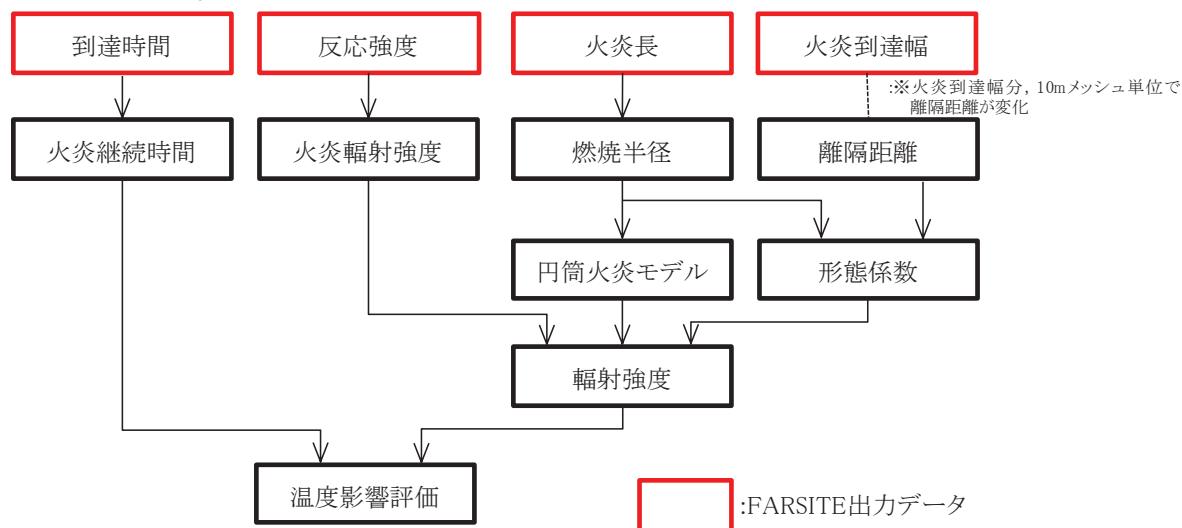 到達時間
反応強度
火炎長
火炎到達幅
:※火炎到達幅分，10mメッシュ単位で
離隔距離が変化
火炎継続時間
火炎輻射強度
燃焼半径
離隔距離
円筒火炎モデル
形態係数
輻射強度
温度影響評価
:FARSITE出力データ